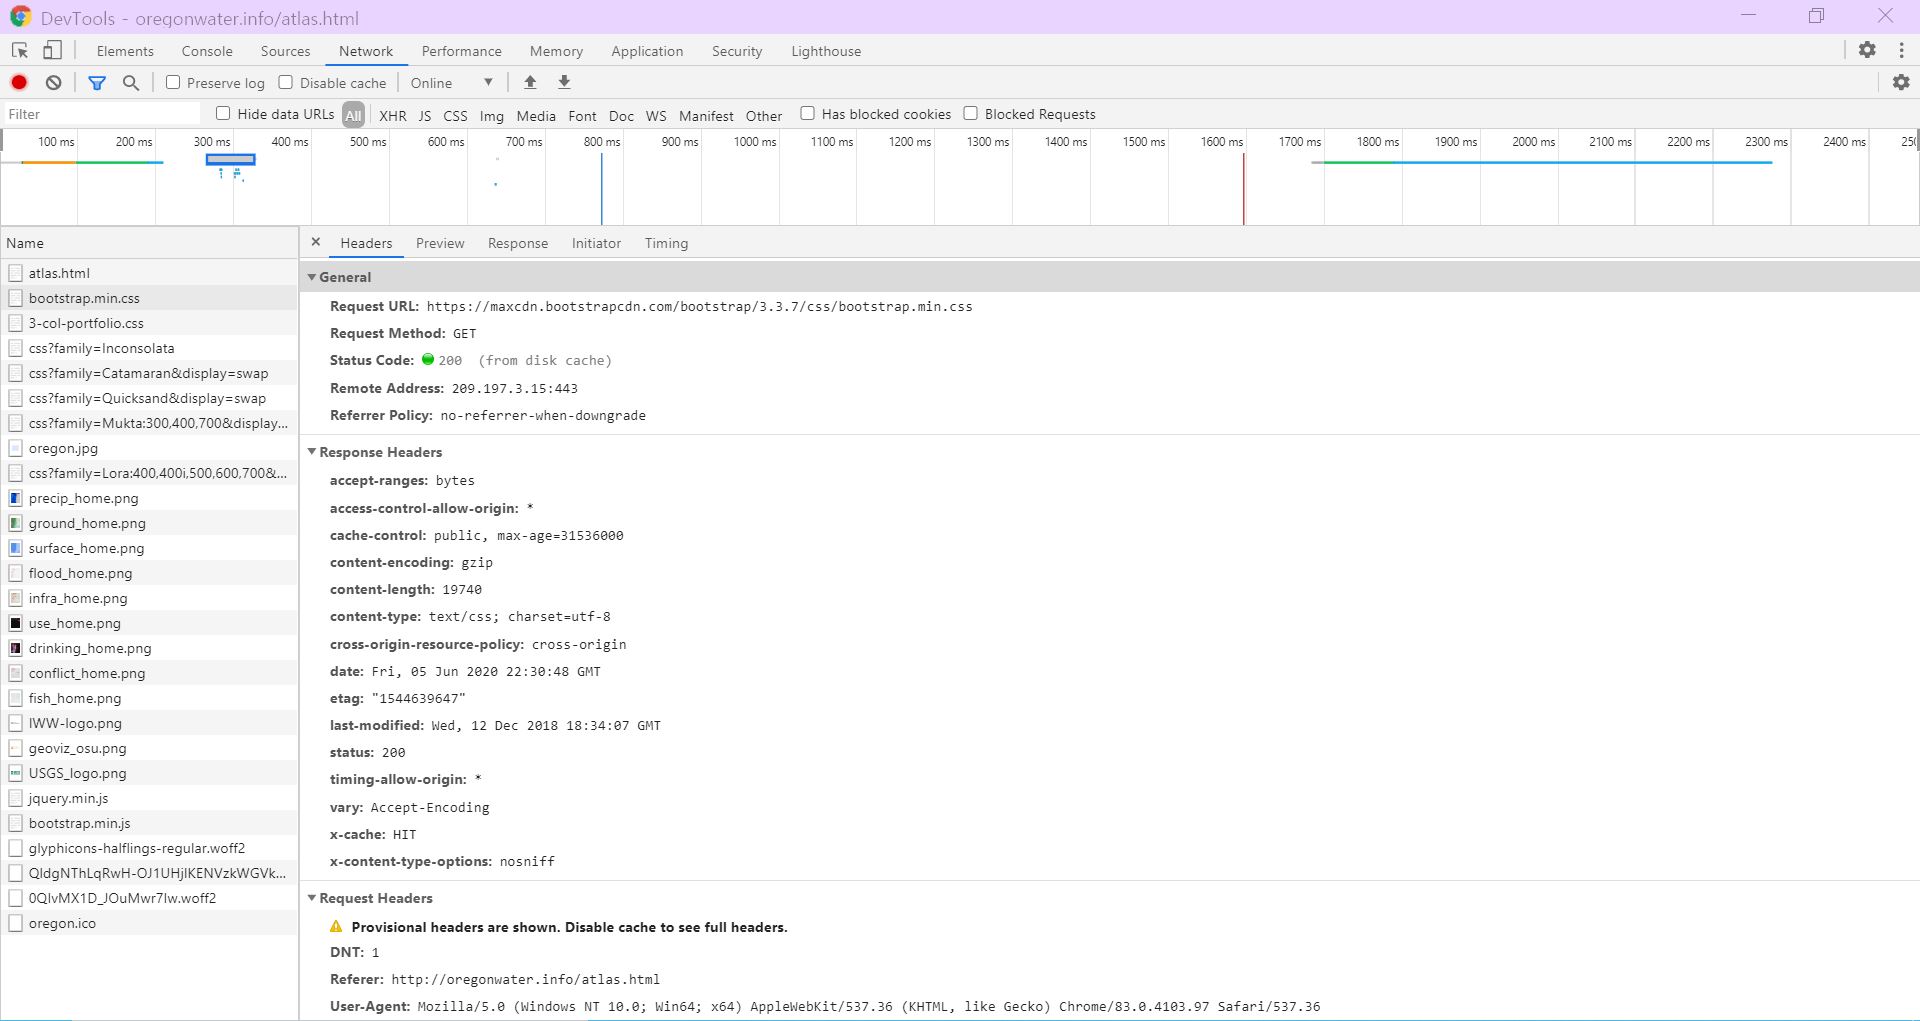 DevTools - oregonwater.info/atlas.html
Elements Console Sources Network Performance Memory Application Security Lighthouse
Preserve log Disable cache Online
Filter Hide data URLs All XHR JS CSS Img Media Font Doc WS Manifest Other Has blocked cookies Blocked Requests
100 ms 200 ms 300 ms 400 ms 500 ms 600 ms 700 ms 800 ms 900 ms 1000 ms 1100 ms 1200 ms 1300 ms 1400 ms 1500 ms 1600 ms 1700 ms 1800 ms 1900 ms 2000 ms 2100 ms 2200 ms 2300 ms 2400 ms 250
Name
atlas.html
bootstrap.min.css
3-col-portfolio.css
css?family=Inconsolata
css?family=Catamaran&display=swap
css?family=Quicksand&display=swap
css?family=Mukta:300,400,700&display...
oregon.jpg
css?family=Lora:400,400i,500,600,700&...
precip_home.png
ground_home.png
surface_home.png
flood_home.png
infra_home.png
use_home.png
drinking_home.png
conflict_home.png
fish_home.png
IWW-logo.png
geoviz_osu.png
USGS_logo.png
jquery.min.js
bootstrap.min.js
glyphicons-halflings-regular.woff2
QldgNThLqRwH-OJ1UHjlKENVzkWGVk...
0QIvMX1D_JOuMwr7Iw.woff2
oregon.ico
× Headers Preview Response Initiator Timing
General
Request URL: https://maxcdn.bootstrapcdn.com/bootstrap/3.3.7/css/bootstrap.min.css
Request Method: GET
Status Code: 200 (from disk cache)
Remote Address: 209.197.3.15:443
Referrer Policy: no-referrer-when-downgrade
Response Headers
accept-ranges: bytes
access-control-allow-origin: *
cache-control: public, max-age=31536000
content-encoding: gzip
content-length: 19740
content-type: text/css; charset=utf-8
cross-origin-resource-policy: cross-origin
date: Fri, 05 Jun 2020 22:30:48 GMT
etag: "1544639647"
last-modified: Wed, 12 Dec 2018 18:34:07 GMT
status: 200
timing-allow-origin: *
vary: Accept-Encoding
x-cache: HIT
x-content-type-options: nosniff
Request Headers
Provisional headers are shown. Disable cache to see full headers.
DNT: 1
Referer: http://oregonwater.info/atlas.html
User-Agent: Mozilla/5.0 (Windows NT 10.0; Win64; x64) AppleWebKit/537.36 (KHTML, like Gecko) Chrome/83.0.4103.97 Safari/537.36